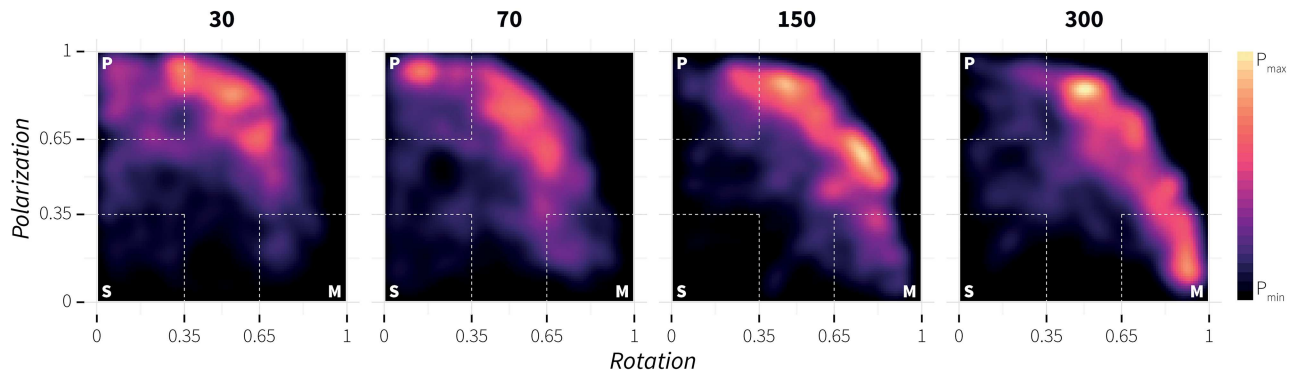 30 70 150 300
P P P P
S M S M S M S M
Polarization
1
0.65
0.35
0
0 0.35 0.65 1 0 0.35 0.65 1 0 0.35 0.65 1 0 0.35 0.65 1
Rotation
Pmax
Pmin